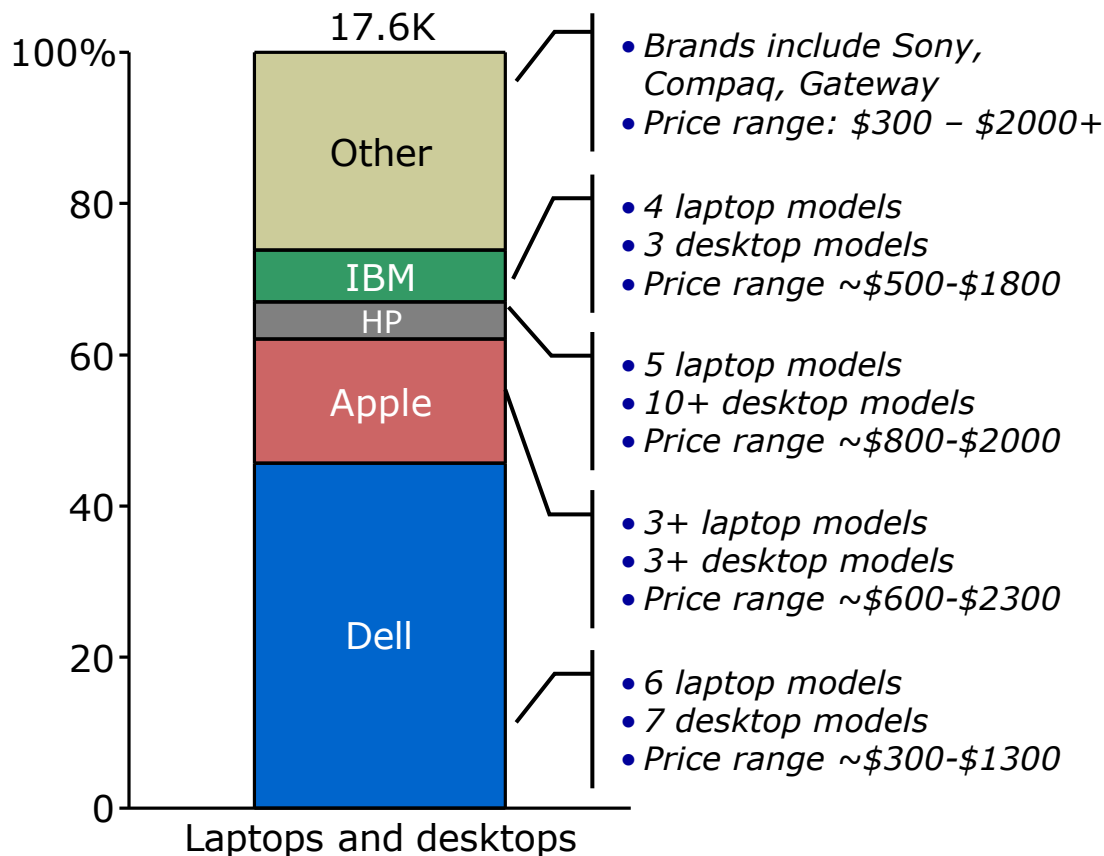 17.6K
100%
80
60
40
20
0
Other
IBM
HP
Apple
Dell
Laptops and desktops
• Brands include Sony,
Compaq, Gateway
• Price range: $300 – $2000+
• 4 laptop models
• 3 desktop models
• Price range ~$500-$1800
• 5 laptop models
• 10+ desktop models
• Price range ~$800-$2000
• 3+ laptop models
• 3+ desktop models
• Price range ~$600-$2300
• 6 laptop models
• 7 desktop models
• Price range ~$300-$1300